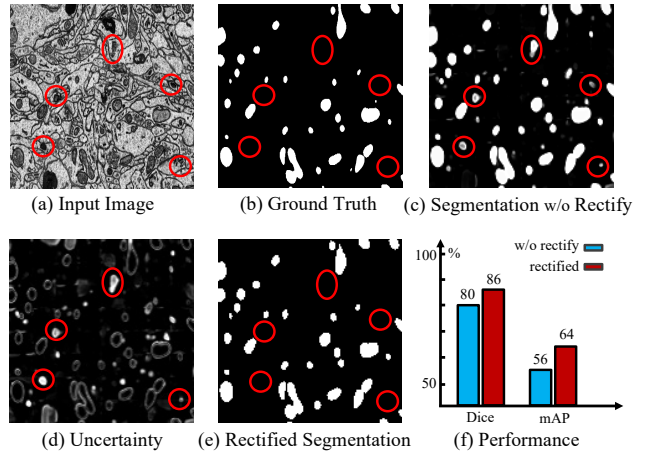 (a) Input Image
(b) Ground Truth
(c) Segmentation w/o Rectify
(d) Uncertainty
(e) Rectified Segmentation
100
%
w/o rectify
rectified
80
86
56
64
50
Dice
mAP
(f) Performance